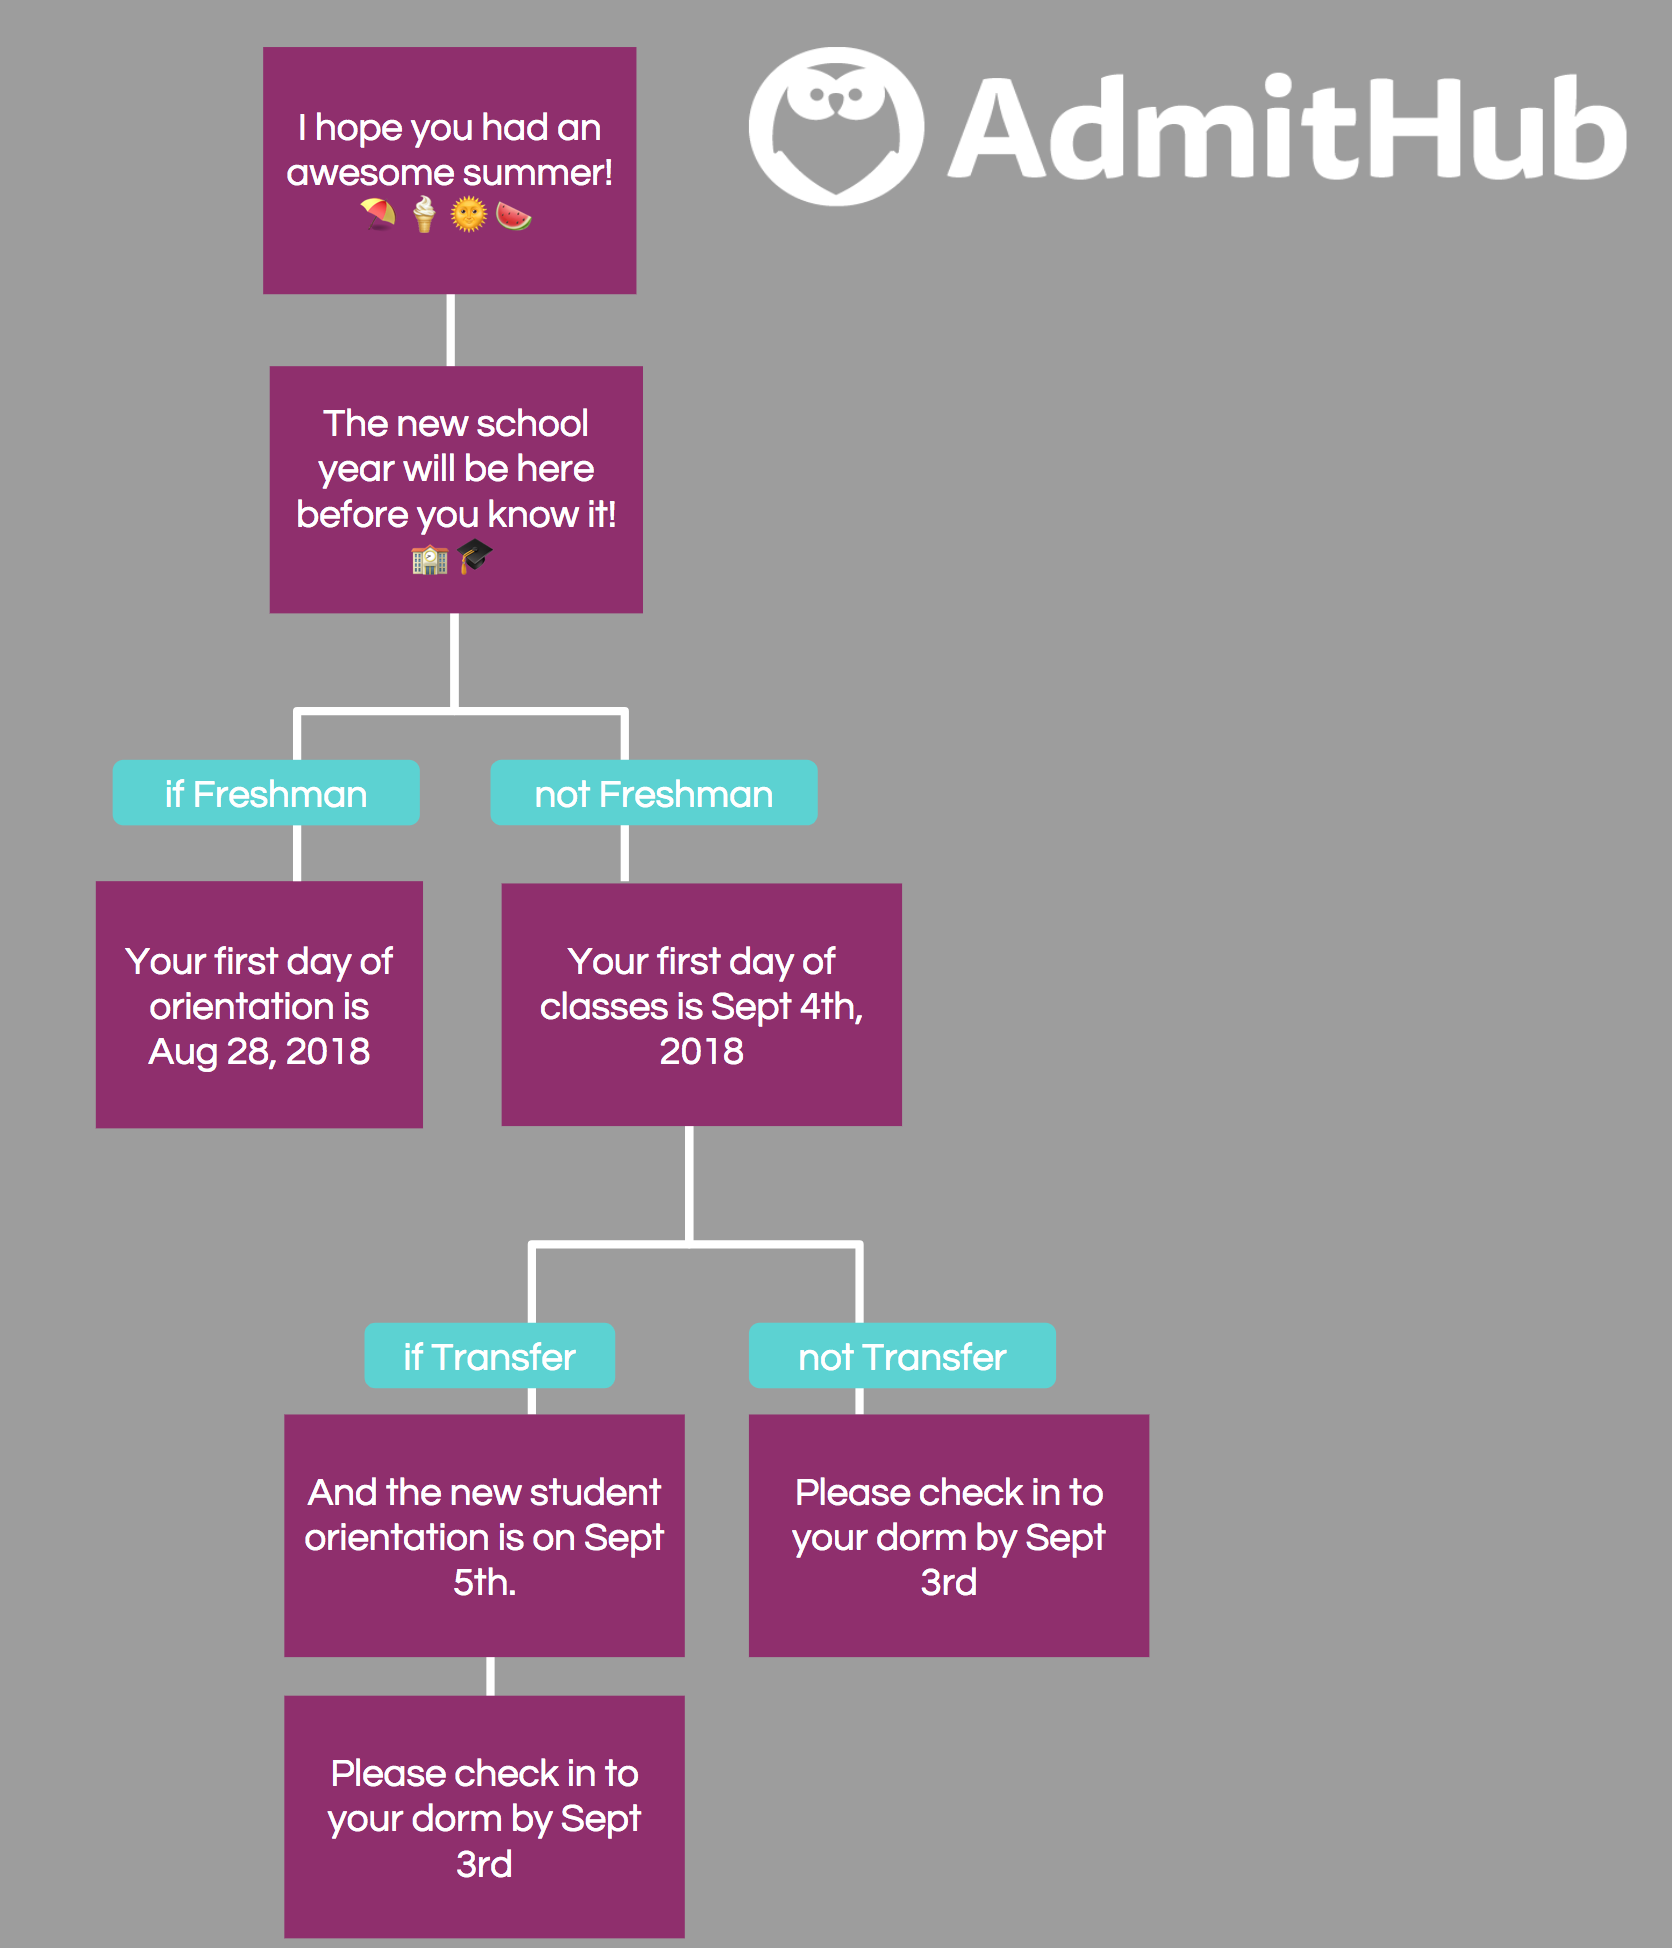 AdmitHub
I hope you had an
awesome summer!
The new school
year will be here
before you know it!
if Freshman
not Freshman
Your first day of
orientation is
Aug 28, 2018
Your first day of
classes is Sept 4th,
2018
if Transfer
not Transfer
And the new student
orientation is on Sept
5th.
Please check in to
your dorm by Sept
3rd
Please check in to
your dorm by Sept
3rd